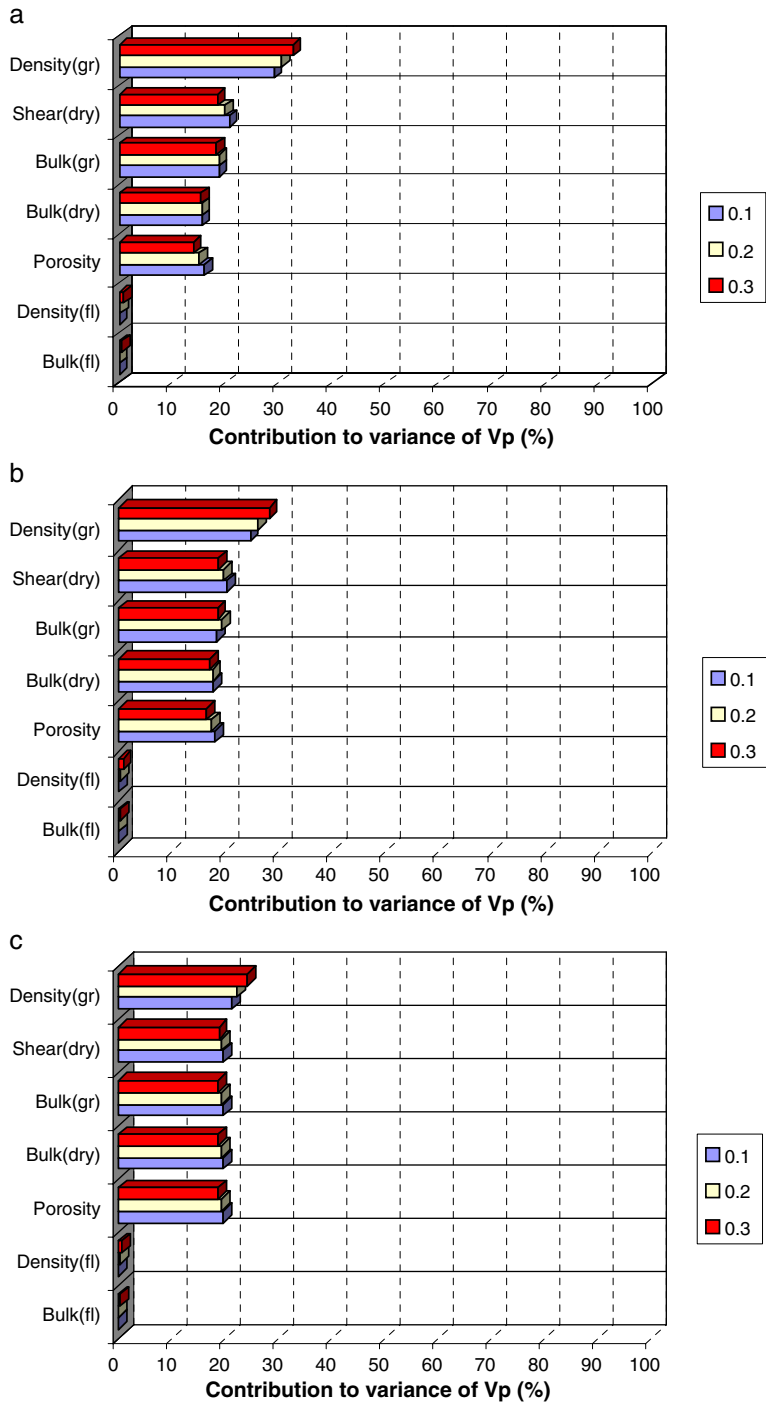 a
Density(gr)
Shear(dry)
Bulk(gr)
Bulk(dry)
Porosity
Density(fl)
Bulk(fl)
0 10 20 30 40 50 60 70 80 90 100
Contribution to variance of Vp (%)
0.1
0.2
0.3
b
Density(gr)
Shear(dry)
Bulk(gr)
Bulk(dry)
Porosity
Density(fl)
Bulk(fl)
0 10 20 30 40 50 60 70 80 90 100
Contribution to variance of Vp (%)
0.1
0.2
0.3
c
Density(gr)
Shear(dry)
Bulk(gr)
Bulk(dry)
Porosity
Density(fl)
Bulk(fl)
0 10 20 30 40 50 60 70 80 90 100
Contribution to variance of Vp (%)
0.1
0.2
0.3